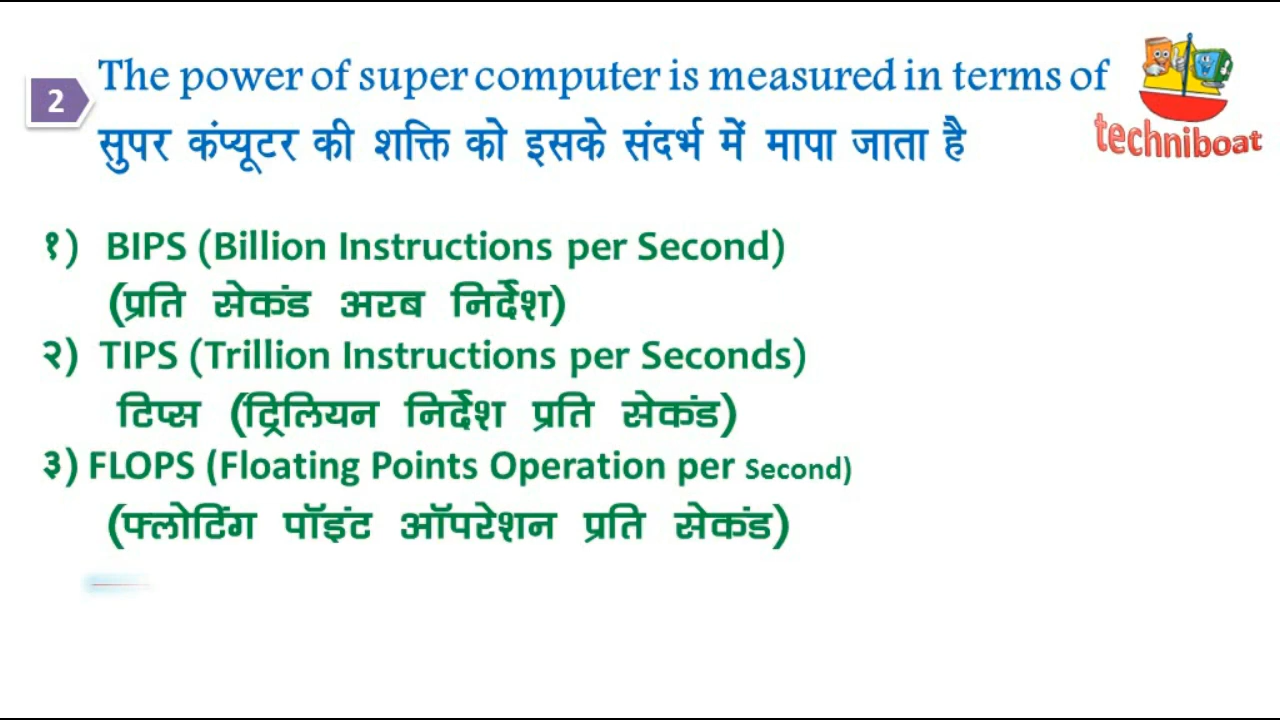 2
The power of super computer is measured in terms of
सुपर कंप्यूटर की शक्ति को इसके संदर्भ में मापा जाता है
techniboat
१) BIPS (Billion Instructions per Second)
(प्रति सेकंड अरब निर्देश)
२) TIPS (Trillion Instructions per Seconds)
टिप्स (ट्रिलियन निर्देश प्रति सेकंड)
३) FLOPS (Floating Points Operation per Second)
(फ्लोटिंग पॉइंट ऑपरेशन प्रति सेकंड)